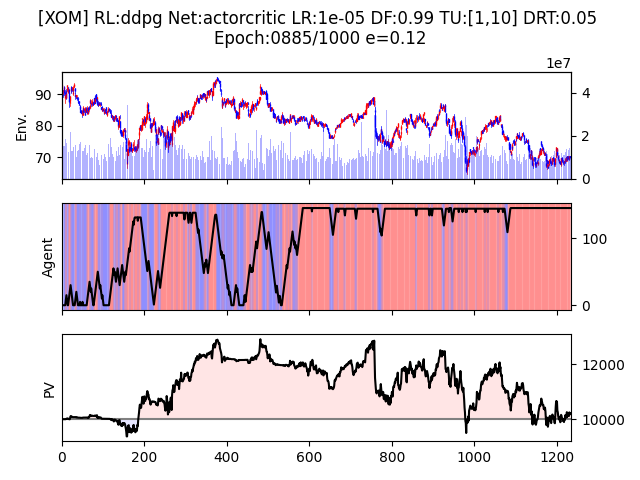 [XOM] RL:ddpg Net:actorcritic LR:1e-05 DF:0.99 TU:[1,10] DRT:0.05
Epoch:0885/1000 e=0.12
1e7
Env.
90
80
70
4
2
0
Agent
100
0
PV
12000
10000
0 200 400 600 800 1000 1200